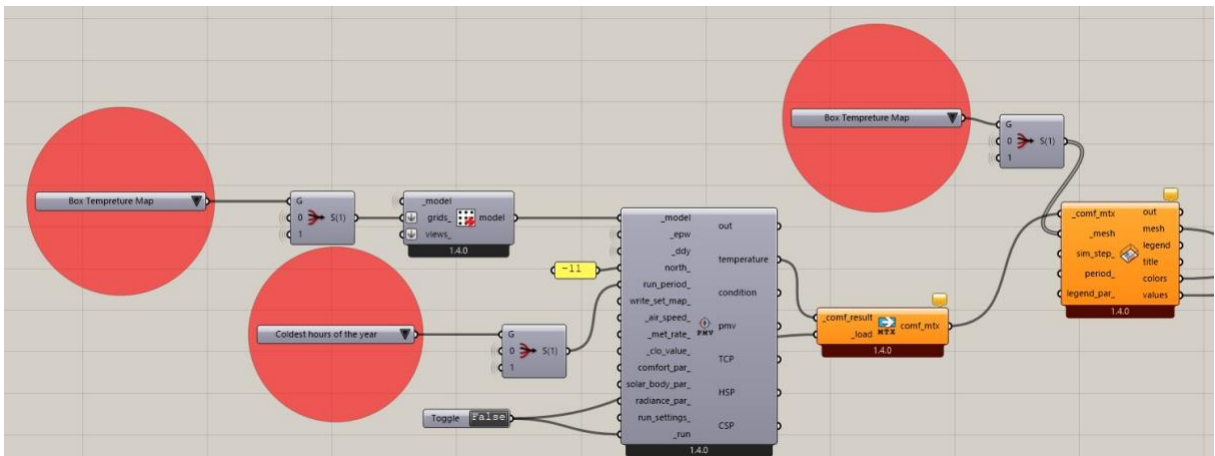 Box Tempreture Map
G
0
1
S(1)
Box Tempreture Map
G
0
1
S(1)
_model
grids_
views_
model
1.4.0
Coldest hours of the year
G
0
1
S(1)
-11
Toggle False
_model
_epw
_ddy
north_
run_period_
write_set_map_
_air_speed_
_met_rate_
_clo_value_
comfort_par_
solar_body_par_
radiance_par_
run_settings_
_run
PMV
out
temperature
condition
pmv
TCP
HSP
CSP
1.4.0
_comf_result
_load
MTX
comf_mtx
1.4.0
_comf_mtx
_mesh
sim_step_
period_
legend_par_
out
mesh
legend
title
colors
values
1.4.0